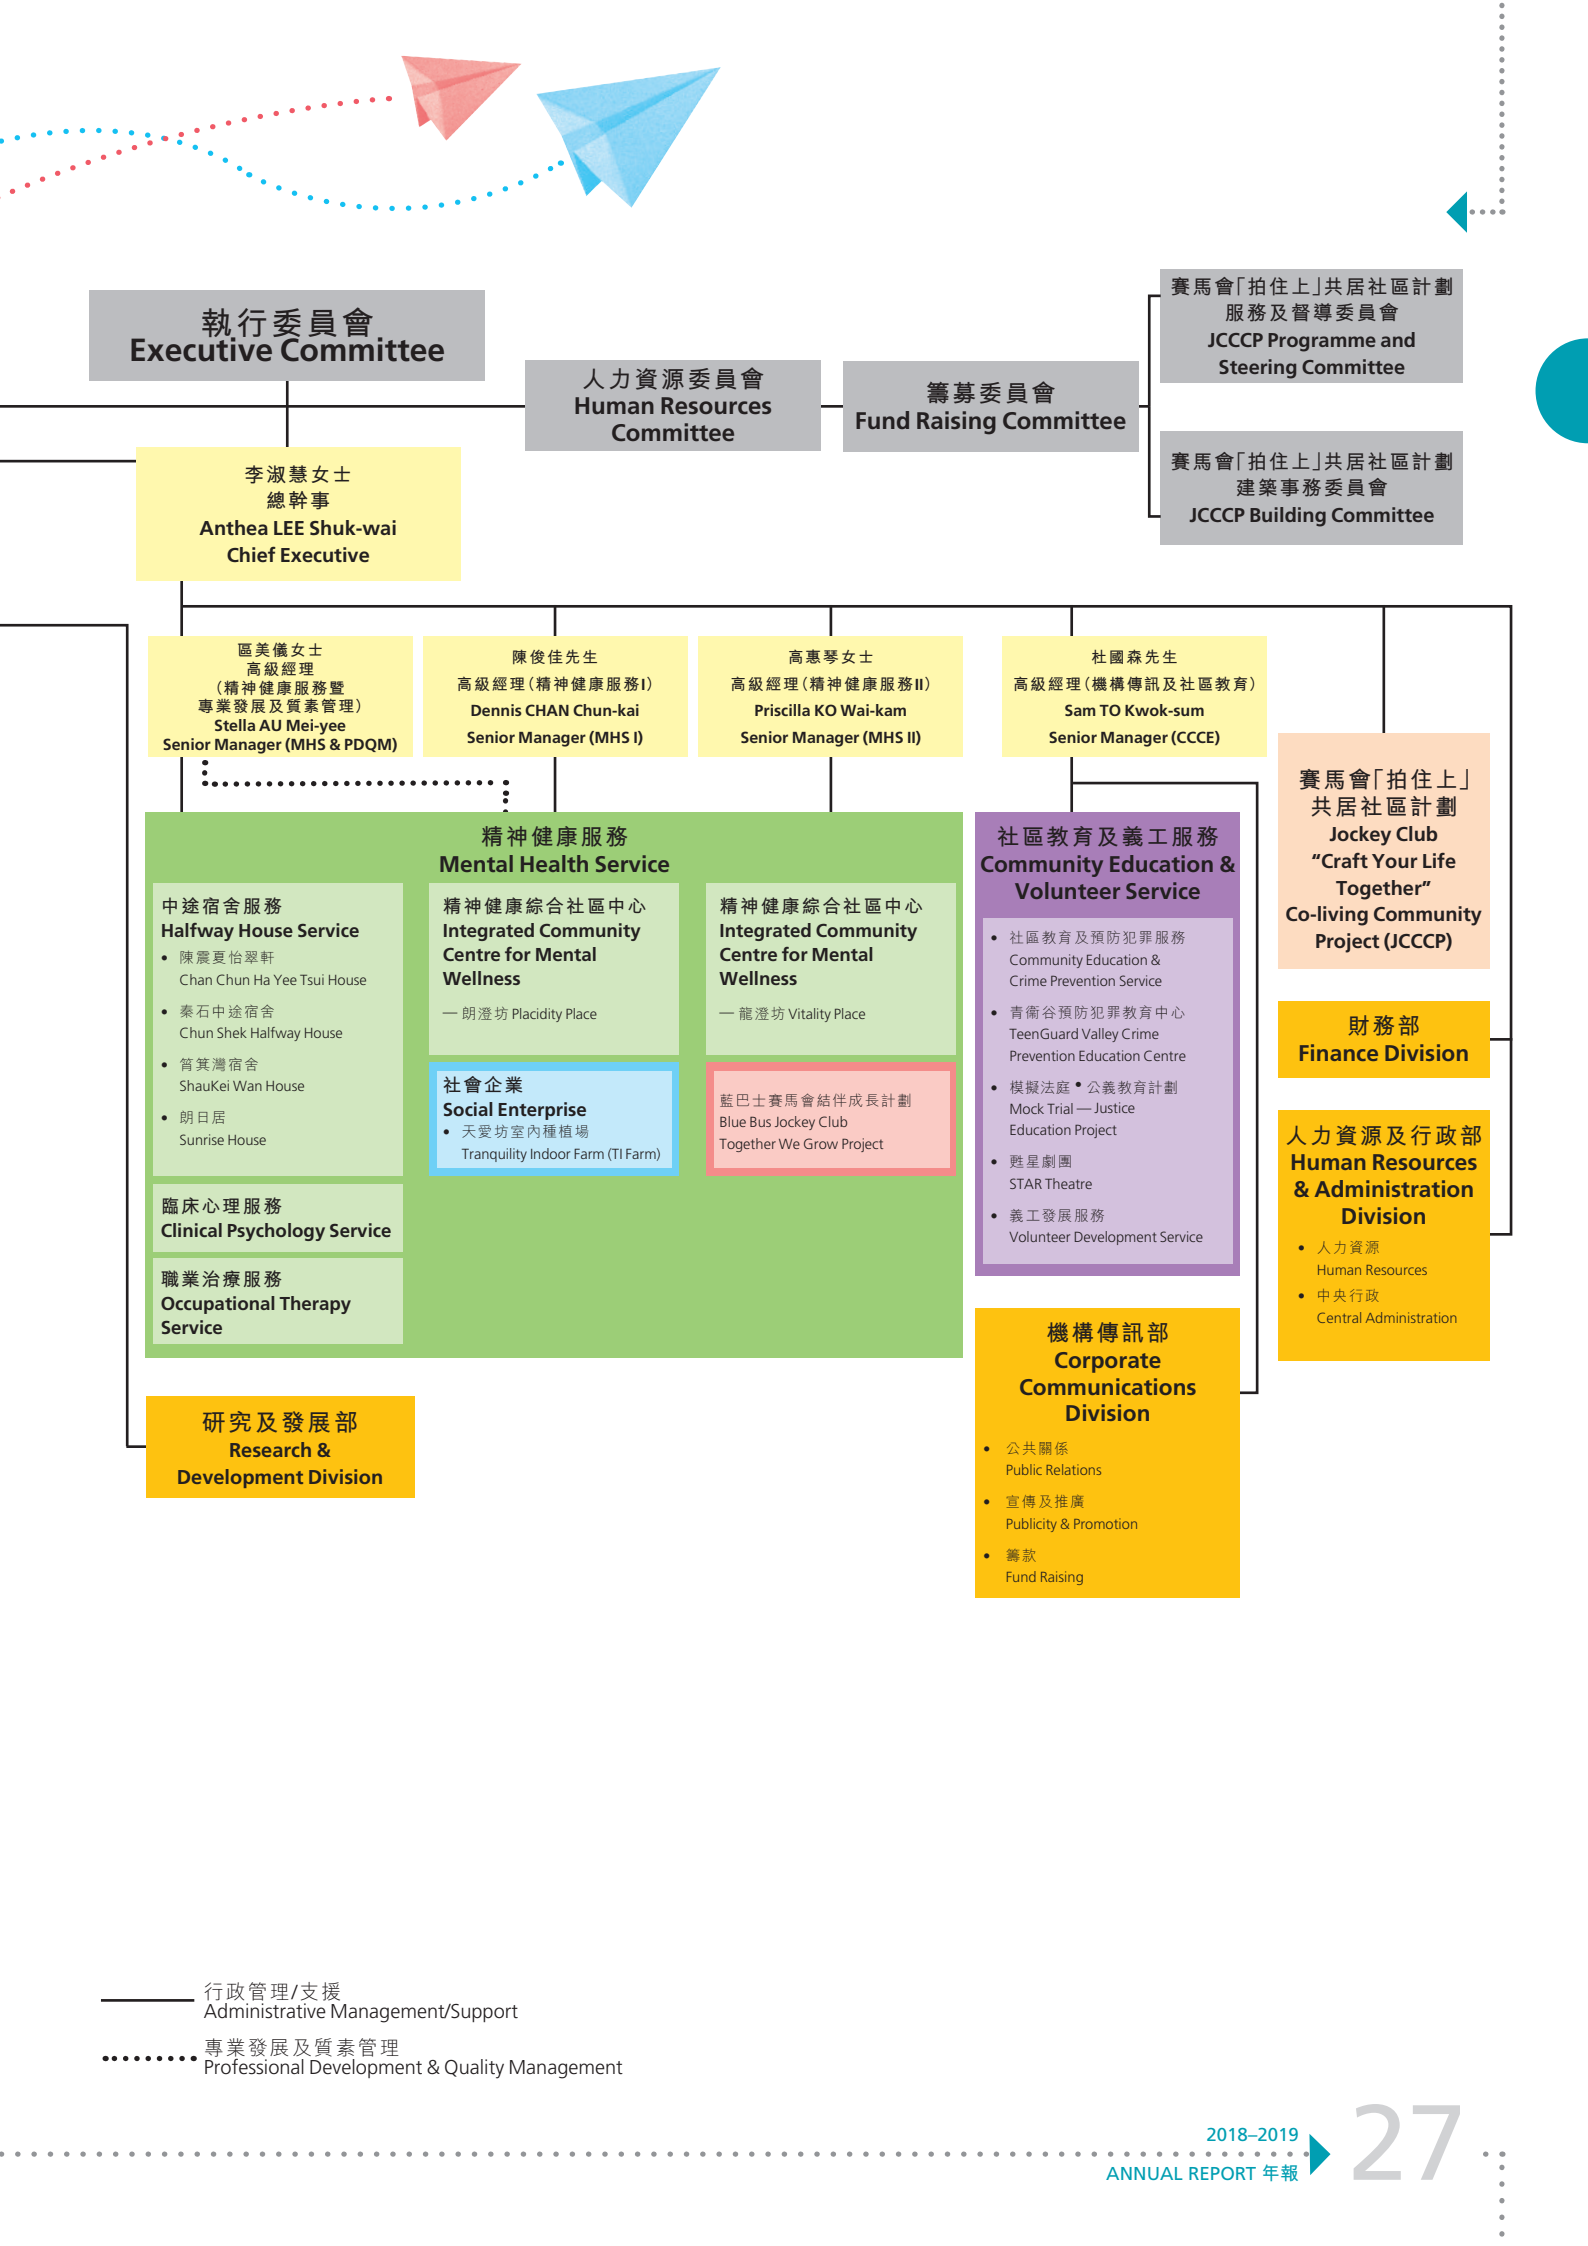 執行委員會
Executive Committee
人力資源委員會
Human Resources
Committee
籌募委員會
Fund Raising Committee
賽馬會「拍住上」共居社區計劃
服務及督導委員會
JCCCP Programme and
Steering Committee
賽馬會「拍住上」共居社區計劃
建築事務委員會
JCCCP Building Committee
李淑慧女士
總幹事
Anthea LEE Shuk-wai
Chief Executive
區美儀女士
高級經理
（精神健康服務暨
專業發展及質素管理）
Stella AU Mei-yee
Senior Manager (MHS & PDQM)
陳俊佳先生
高級經理（精神健康服務I）
Dennis CHAN Chun-kai
Senior Manager (MHS I)
高惠琴女士
高級經理（精神健康服務II）
Priscilla KO Wai-kam
Senior Manager (MHS II)
杜國森先生
高級經理（機構傳訊及社區教育）
Sam TO Kwok-sum
Senior Manager (CCCE)
賽馬會「拍住上」
共居社區計劃
Jockey Club
“Craft Your Life
Together”
Co-living Community
Project (JCCCP)
精神健康服務
Mental Health Service
中途宿舍服務
Halfway House Service
• 陳震夏怡翠軒
Chan Chun Ha Yee Tsui House
• 秦石中途宿舍
Chun Shek Halfway House
• 筲箕灣宿舍
ShauKei Wan House
• 朗日居
Sunrise House
臨床心理服務
Clinical Psychology Service
職業治療服務
Occupational Therapy
Service
精神健康綜合社區中心
Integrated Community
Centre for Mental
Wellness
— 朗澄坊 Placidity Place
社會企業
Social Enterprise
• 天愛坊室內種植場
Tranquility Indoor Farm (TI Farm)
精神健康綜合社區中心
Integrated Community
Centre for Mental
Wellness
— 龍澄坊 Vitality Place
藍巴士賽馬會結伴成長計劃
Blue Bus Jockey Club
Together We Grow Project
社區教育及義工服務
Community Education &
Volunteer Service
• 社區教育及預防犯罪服務
Community Education &
Crime Prevention Service
• 青衞谷預防犯罪教育中心
TeenGuard Valley Crime
Prevention Education Centre
• 模擬法庭•公義教育計劃
Mock Trial — Justice
Education Project
• 甦星劇團
STAR Theatre
• 義工發展服務
Volunteer Development Service
機構傳訊部
Corporate
Communications
Division
• 公共關係
Public Relations
• 宣傳及推廣
Publicity & Promotion
• 籌款
Fund Raising
財務部
Finance Division
人力資源及行政部
Human Resources
& Administration
Division
• 人力資源
Human Resources
• 中央行政
Central Administration
研究及發展部
Research &
Development Division
行政管理/支援
Administrative Management/Support
專業發展及質素管理
Professional Development & Quality Management
2018–2019
ANNUAL REPORT 年報
27